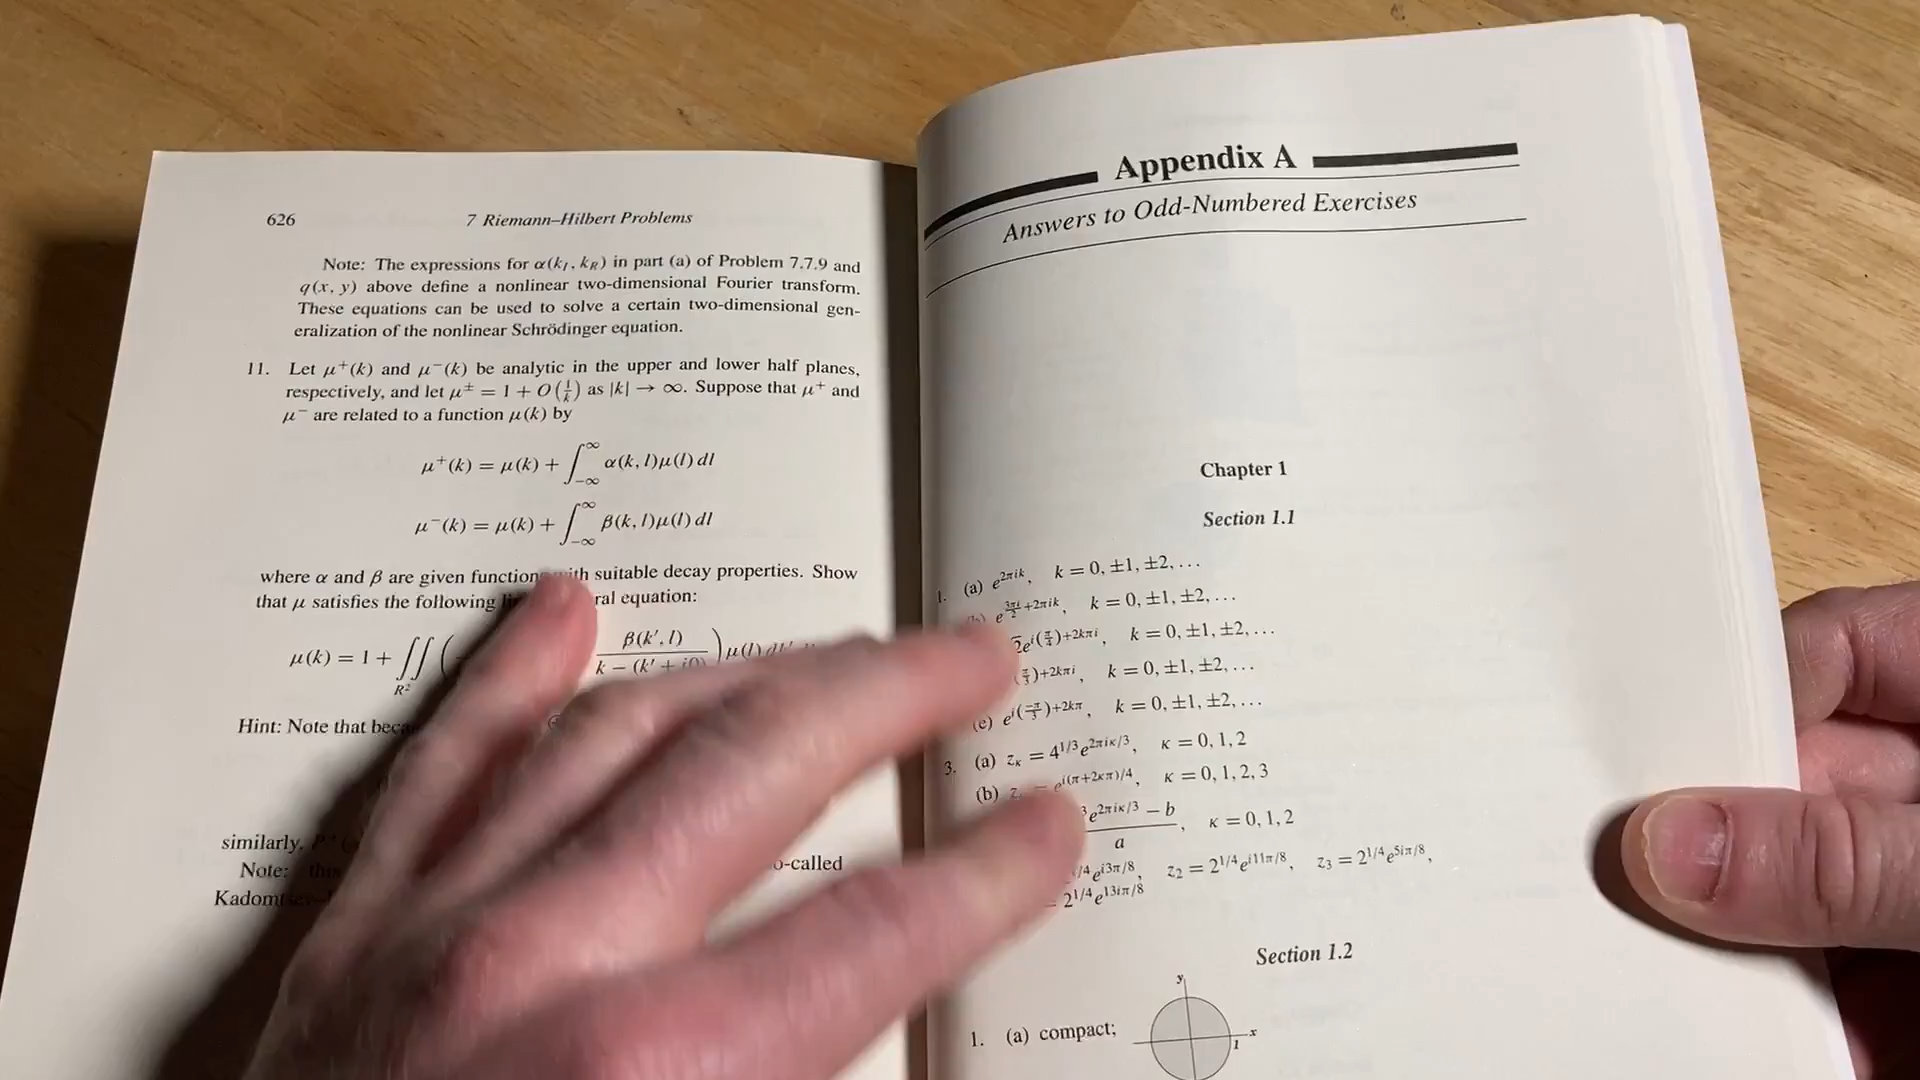 626 7 Riemann–Hilbert Problems
Note: The expressions for α(k_I, k_R) in part (a) of Problem 7.7.9 and
q(x, y) above define a nonlinear two-dimensional Fourier transform.
These equations can be used to solve a certain two-dimensional gen-
eralization of the nonlinear Schrödinger equation.
11. Let μ⁺(k) and μ⁻(k) be analytic in the upper and lower half planes,
respectively, and let μ^± = 1 + O(1/k) as |k| → ∞. Suppose that μ⁺ and
μ⁻ are related to a function μ(k) by
μ⁺(k) = μ(k) + ∫_{-∞}^{∞} α(k, l)μ(l) dl
μ⁻(k) = μ(k) + ∫_{-∞}^{∞} β(k, l)μ(l) dl
where α and β are given function suitable decay properties. Show
that μ satisfies the following ral equation:
μ(k) = 1 + ∬_{R²} ( β(k′, l) / k − (k′ + i0) ) μ(l)
Hint: Note that
similarly,
Note: o-called
Appendix A
Answers to Odd-Numbered Exercises
Chapter 1
Section 1.1
1. (a) e^{2πik}, k = 0, ±1, ±2, ...
e^{3πi/2 + 2πik}, k = 0, ±1, ±2, ...
2e^{i(π/4)+2kπi}, k = 0, ±1, ±2, ...
)+2kπi, k = 0, ±1, ±2, ...
(e) e^{i(−π/3)+2kπ}, k = 0, ±1, ±2, ...
3. (a) z_κ = 4^{1/3}e^{2πiκ/3}, κ = 0, 1, 2
(b) e^{i(π+2κπ)/4}, κ = 0, 1, 2, 3
e^{2πiκ/3} − b / a, κ = 0, 1, 2
/4 e^{i3π/8}, z₂ = 2^{1/4}e^{i11π/8}, z₃ = 2^{1/4}e^{5iπ/8},
= 2^{1/4}e^{13iπ/8}
Section 1.2
y
1. (a) compact; x
1